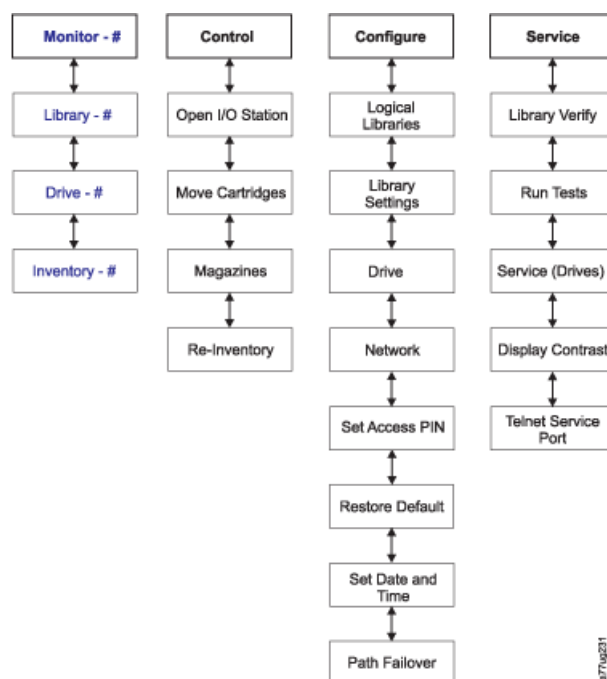 Monitor - #
Library - #
Drive - #
Inventory - #
Control
Open I/O Station
Move Cartridges
Magazines
Re-Inventory
Configure
Logical
Libraries
Library
Settings
Drive
Network
Set Access PIN
Restore Default
Set Date and
Time
Path Failover
Service
Library Verify
Run Tests
Service (Drives)
Display Contrast
Telnet Service
Port
a77ug231